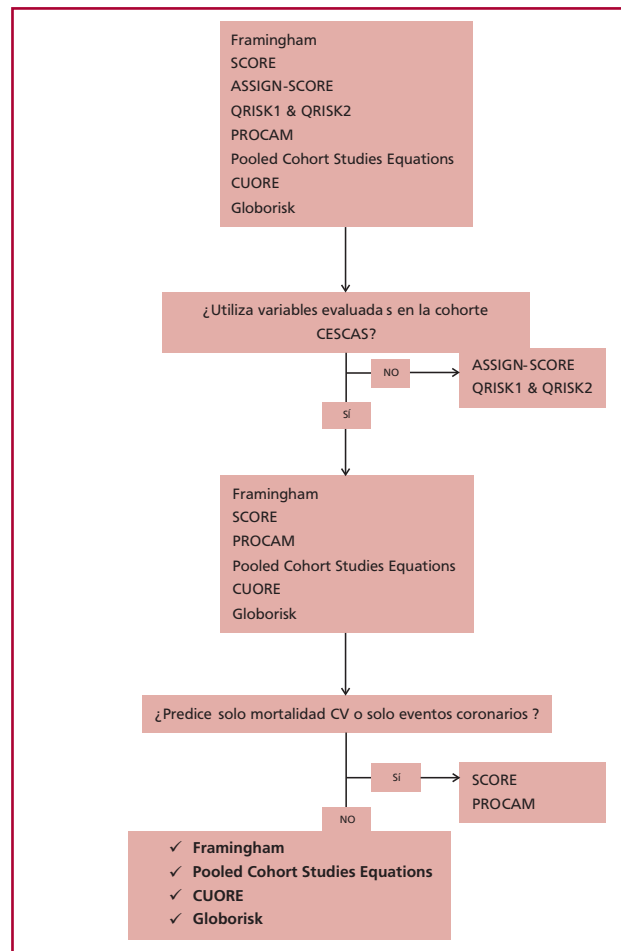 Framingham
SCORE
ASSIGN-SCORE
QRISK1 & QRISK2
PROCAM
Pooled Cohort Studies Equations
CUORE
Globorisk
¿Utiliza variables evaluadas en la cohorte
CESCAS?
NO
ASSIGN-SCORE
QRISK1 & QRISK2
SÍ
Framingham
SCORE
PROCAM
Pooled Cohort Studies Equations
CUORE
Globorisk
¿Predice solo mortalidad CV o solo eventos coronarios ?
Sí
SCORE
PROCAM
NO
✓ Framingham
✓ Pooled Cohort Studies Equations
✓ CUORE
✓ Globorisk